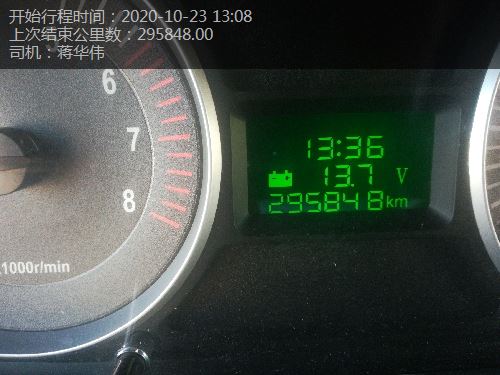 开始行程时间：2020-10-23 13:08
上次结束公里数：295848.00
司机：蒋华伟
6
7
8
13:36
13.7 V
295848km
1000r/min